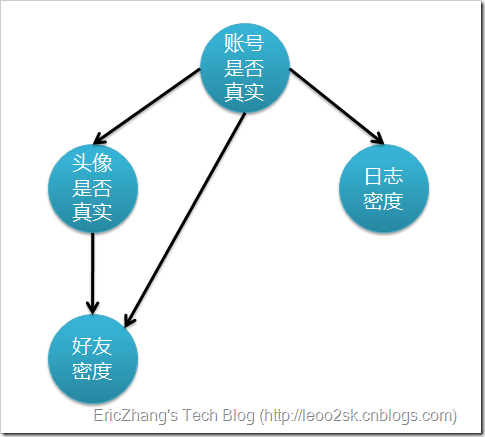 账号
是否
真实
头像
是否
真实
日志
密度
好友
密度
EricZhang's Tech Blog (http://leoo2sk.cnblogs.com)